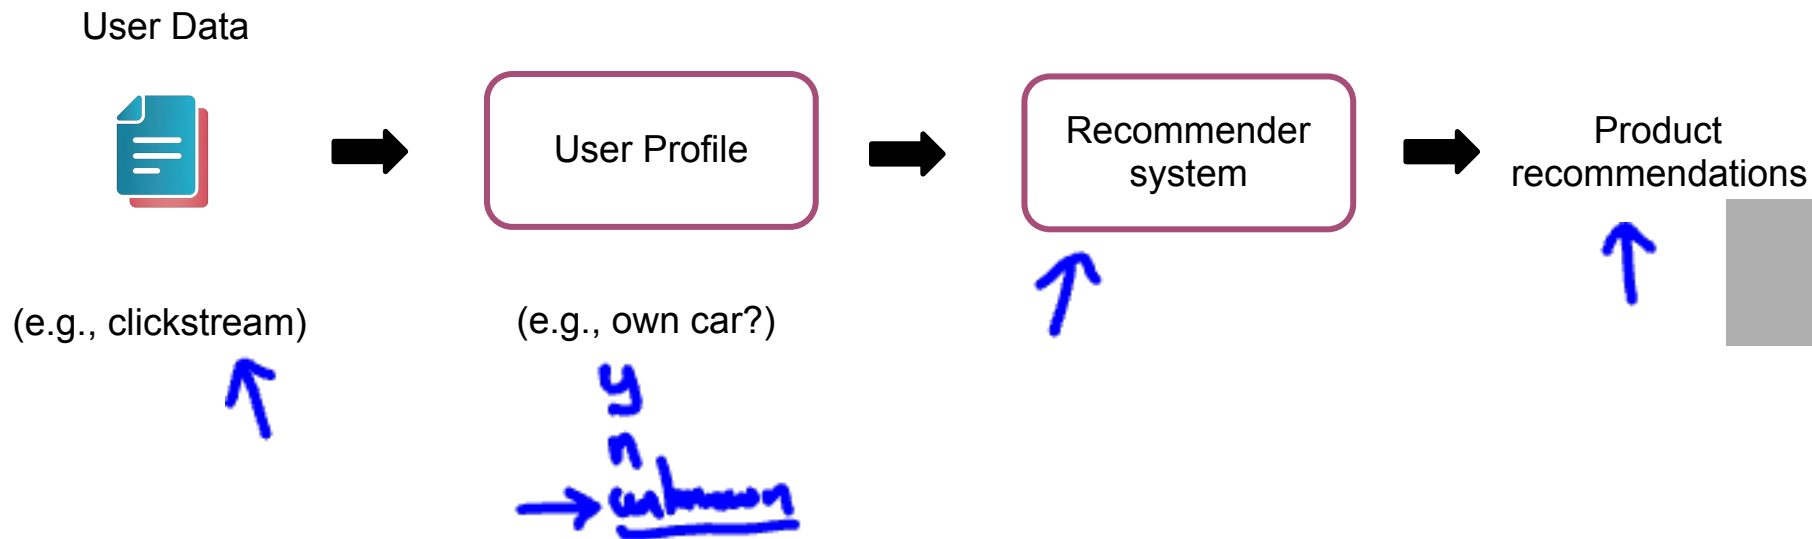 User Data
User Profile
Recommender
system
Product
recommendations
(e.g., clickstream)
(e.g., own car?)
y
n
unknown